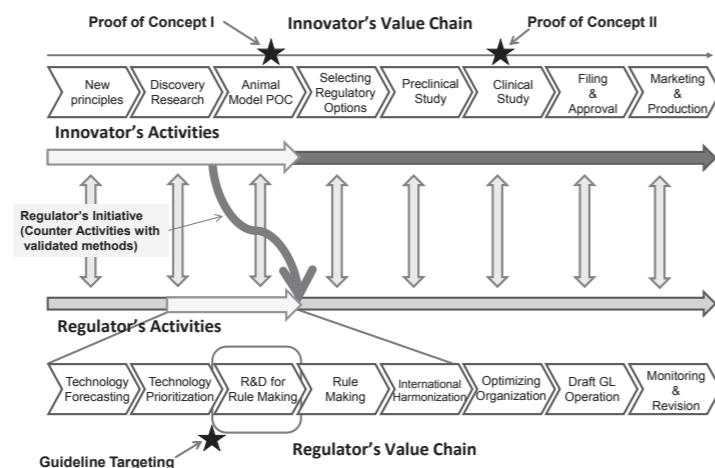 Proof of Concept I
Innovator's Value Chain
Proof of Concept II
New
principles
Discovery
Research
Animal
Model POC
Selecting
Regulatory
Options
Preclinical
Study
Clinical
Study
Filing
&
Approval
Marketing
&
Production
Innovator's Activities
Regulator's Initiative
(Counter Activities with
validated methods)
Regulator's Activities
Technology
Forecasting
Technology
Prioritization
R&D for
Rule Making
Rule
Making
International
Harmonization
Optimizing
Organization
Draft GL
Operation
Monitoring
&
Revision
Guideline Targeting
Regulator's Value Chain